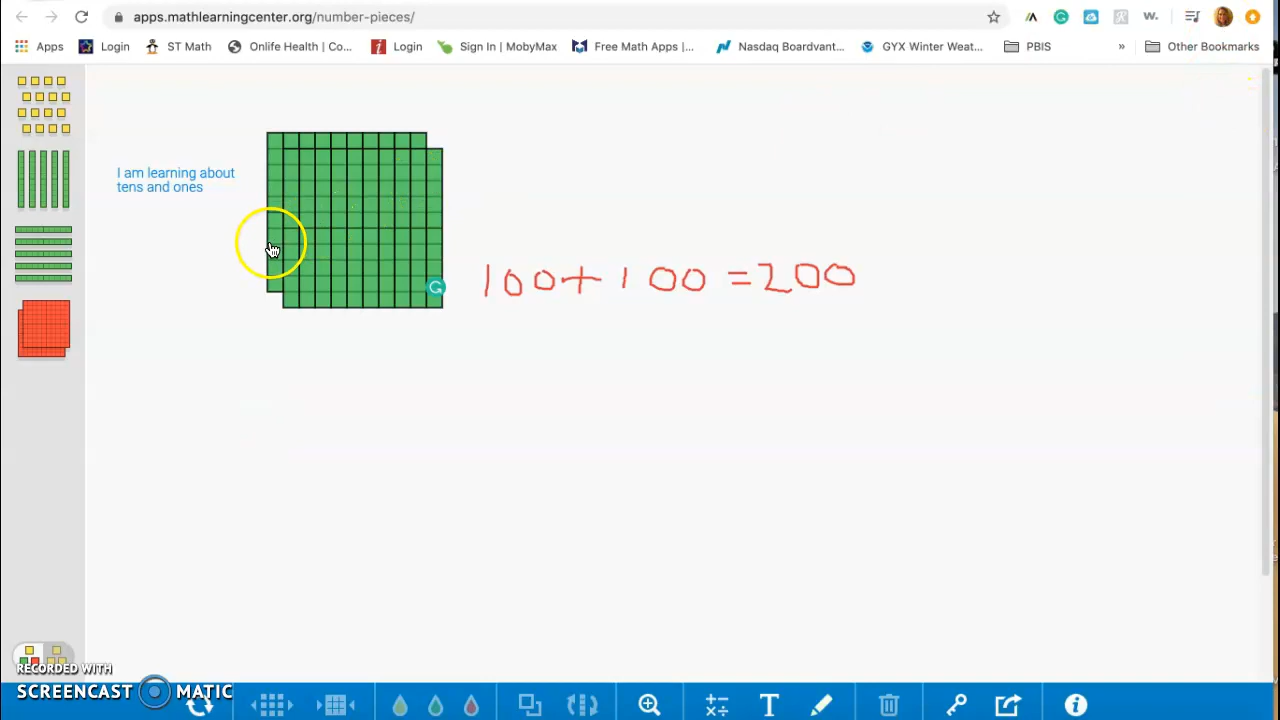 apps.mathlearningcenter.org/number-pieces/
Apps Login ST Math Onlife Health | Co... Login Sign In | MobyMax Free Math Apps |... Nasdaq Boardvant... GYX Winter Weat... PBIS » Other Bookmarks
I am learning about
tens and ones
100+100=200
RECORDED WITH
SCREENCAST MATIC